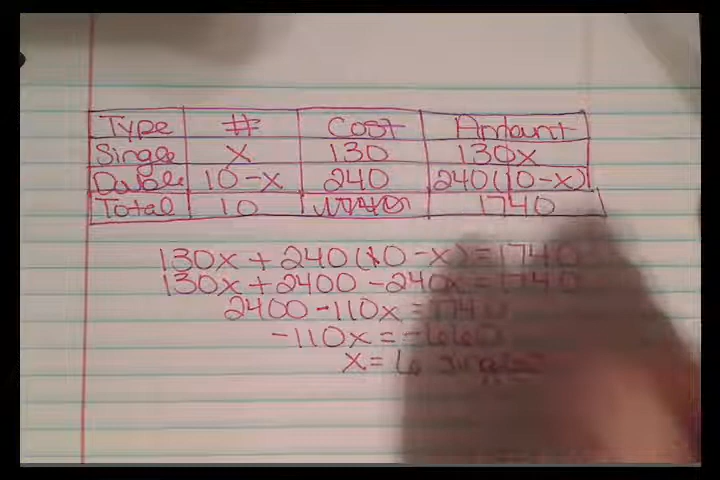 Type # Cost Amount
Single x 130 130x
Double 10-x 240 240(10-x)
Total 10 1740
130x + 240(10-x) = 1740
130x + 2400 - 240x = 1740
2400 - 110x = 1740
-110x = -660
x = 6 singles